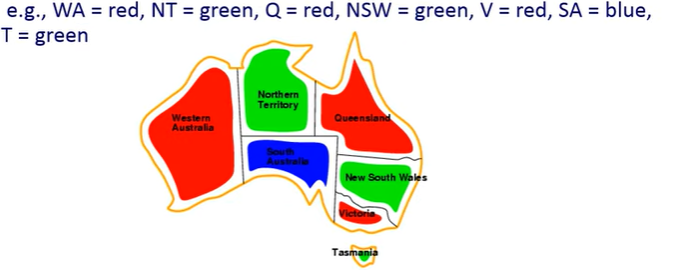 e.g., WA = red, NT = green, Q = red, NSW = green, V = red, SA = blue,
T = green
Northern
Territory
Western
Australia
Queensland
South
Australia
New South Wales
Victoria
Tasmania